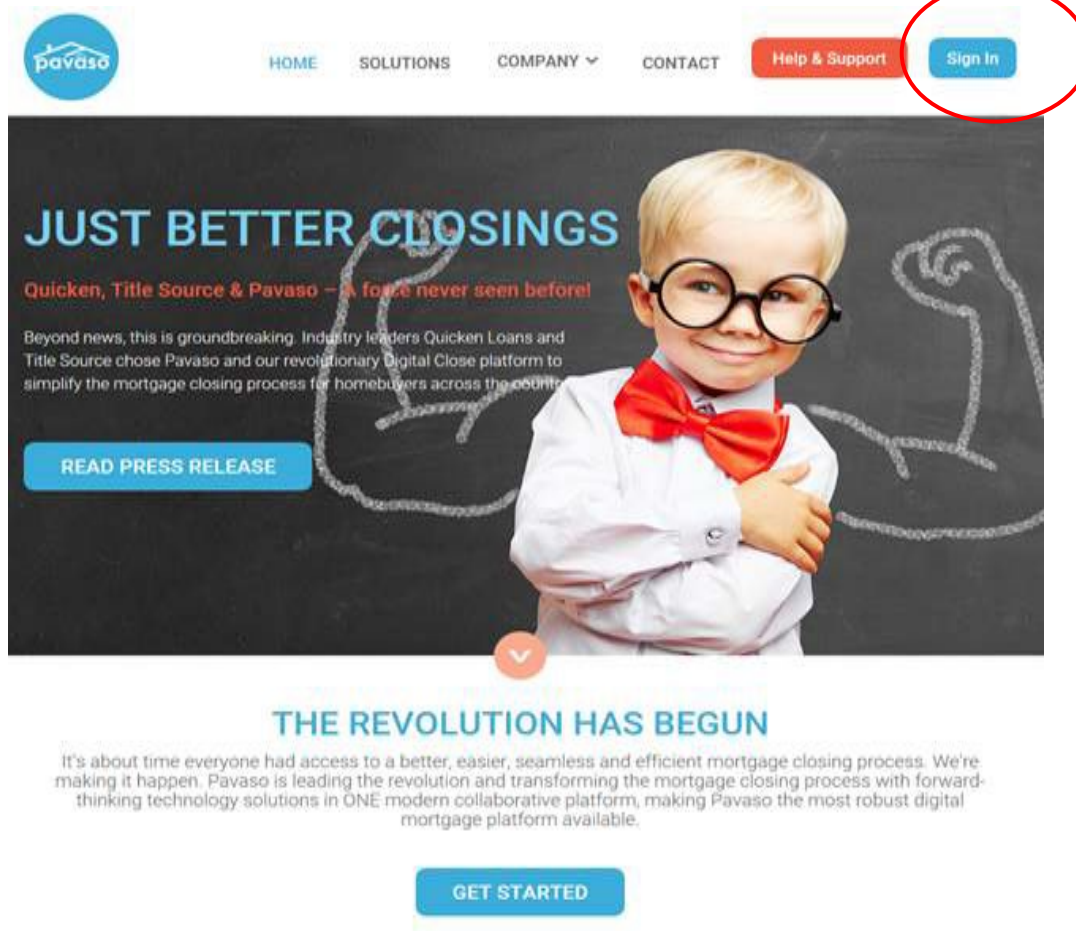 pavaso
HOME SOLUTIONS COMPANY CONTACT Help & Support Sign In
JUST BETTER CLOSINGS
Quicken, Title Source & Pavaso – A force never seen before!
Beyond news, this is groundbreaking. Industry leaders Quicken Loans and
Title Source chose Pavaso and our revolutionary Digital Close platform to
simplify the mortgage closing process for homebuyers across the
READ PRESS RELEASE
THE REVOLUTION HAS BEGUN
It's about time everyone had access to a better, easier, seamless and efficient mortgage closing process. We're
making it happen. Pavaso is leading the revolution and transforming the mortgage closing process with forward-
thinking technology solutions in ONE modern collaborative platform, making Pavaso the most robust digital
mortgage platform available.
GET STARTED